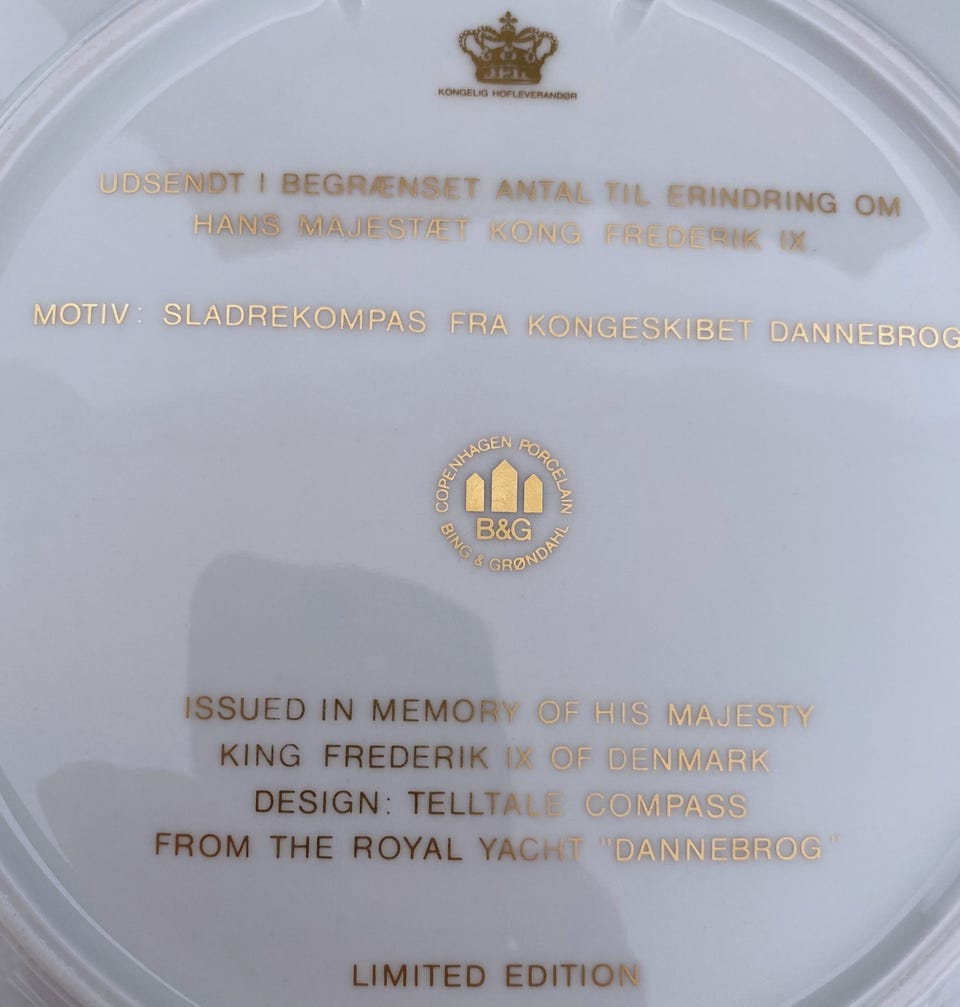 KONGELIG HOFLEVERANDØR
UDSENDT I BEGRÆNSET ANTAL TIL ERINDRING OM
HANS MAJESTÆT KONG FREDERIK IX.
MOTIV: SLADREKOMPAS FRA KONGESKIBET DANNEBROG
COPENHAGEN PORCELAIN
B&G
BING & GRØNDAHL
ISSUED IN MEMORY OF HIS MAJESTY
KING FREDERIK IX OF DENMARK.
DESIGN: TELLTALE COMPASS
FROM THE ROYAL YACHT "DANNEBROG"
LIMITED EDITION